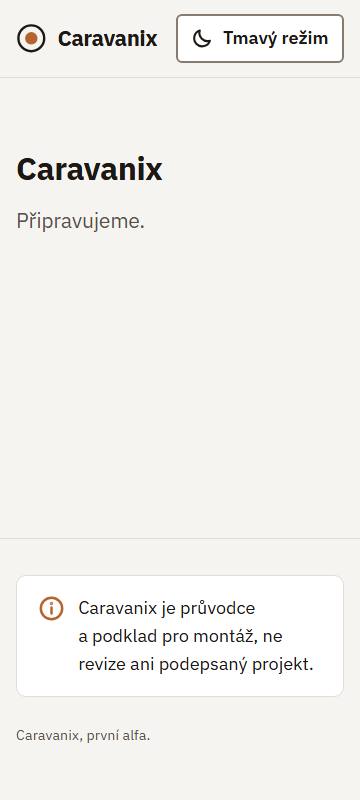 Caravanix
Tmavý režim
Caravanix
Připravujeme.
Caravanix je průvodce
a podklad pro montáž, ne
revize ani podepsaný projekt.
Caravanix, první alfa.